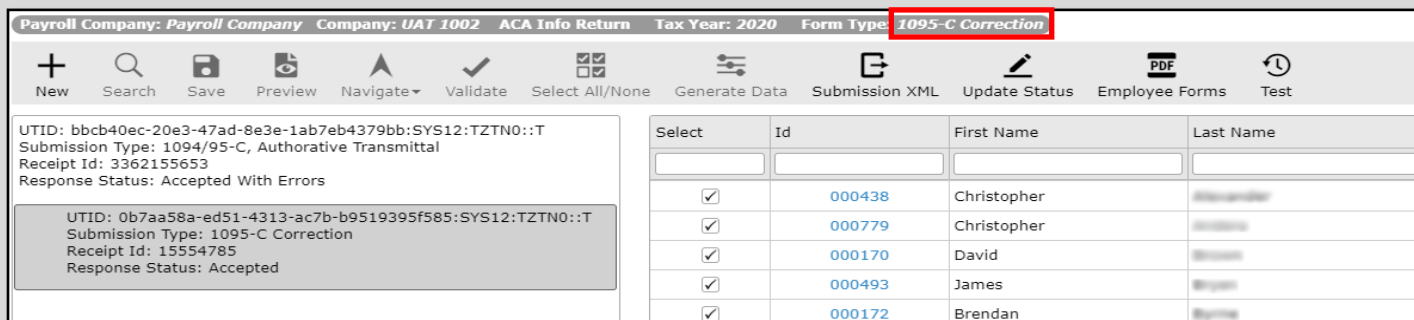 Payroll Company: Payroll Company Company: UAT 1002 ACA Info Return Tax Year: 2020 Form Type: 1095-C Correction
New Search Save Preview Navigate Validate Select All/None Generate Data Submission XML Update Status PDF Employee Forms Test
UTID: bbcb40ec-20e3-47ad-8e3e-1ab7eb4379bb:SYS12:TZTN0::T
Submission Type: 1094/95-C, Authorative Transmittal
Receipt Id: 3362155653
Response Status: Accepted With Errors
UTID: 0b7aa58a-ed51-4313-ac7b-b9519395f585:SYS12:TZTN0::T
Submission Type: 1095-C Correction
Receipt Id: 15554785
Response Status: Accepted
Select Id First Name Last Name
000438 Christopher
000779 Christopher
000170 David
000493 James
000172 Brendan